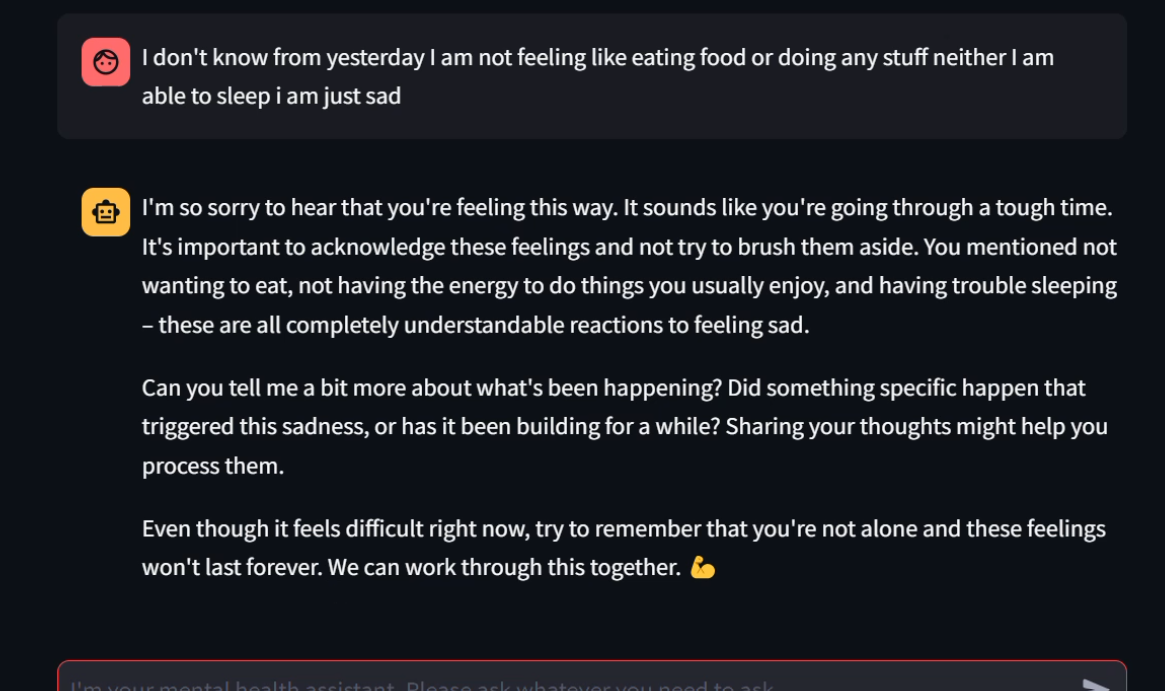 I don't know from yesterday I am not feeling like eating food or doing any stuff neither I am
able to sleep i am just sad
I'm so sorry to hear that you're feeling this way. It sounds like you're going through a tough time.
It's important to acknowledge these feelings and not try to brush them aside. You mentioned not
wanting to eat, not having the energy to do things you usually enjoy, and having trouble sleeping
– these are all completely understandable reactions to feeling sad.
Can you tell me a bit more about what's been happening? Did something specific happen that
triggered this sadness, or has it been building for a while? Sharing your thoughts might help you
process them.
Even though it feels difficult right now, try to remember that you're not alone and these feelings
won't last forever. We can work through this together. 💪
I'm your mental health assistant. Please ask whatever you need to ask